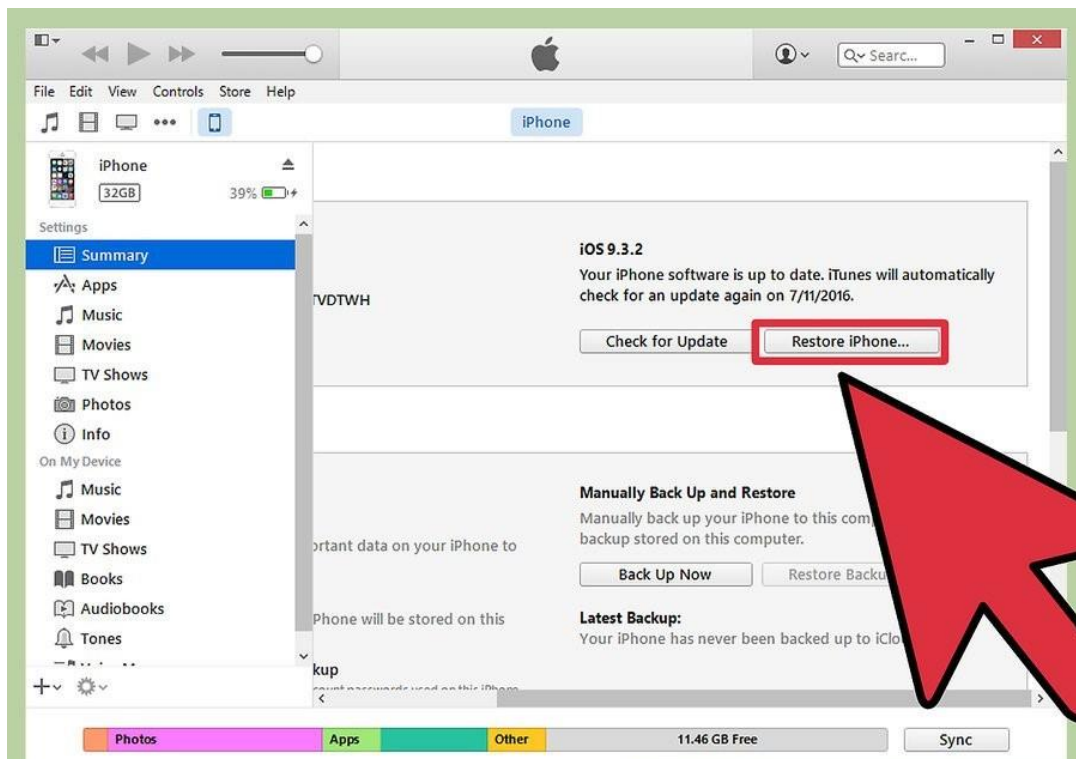 Searc...
File Edit View Controls Store Help
iPhone
iPhone
32GB
39%
Settings
Summary
Apps
Music
Movies
TV Shows
Photos
Info
On My Device
Music
Movies
TV Shows
Books
Audiobooks
Tones
TVDTWH
iOS 9.3.2
Your iPhone software is up to date. iTunes will automatically
check for an update again on 7/11/2016.
Check for Update
Restore iPhone...
ortant data on your iPhone to
Phone will be stored on this
kup
Manually Back Up and Restore
Manually back up your iPhone to this com
backup stored on this computer.
Back Up Now
Restore Backu
Latest Backup:
Your iPhone has never been backed up to iClo
Photos
Apps
Other
11.46 GB Free
Sync